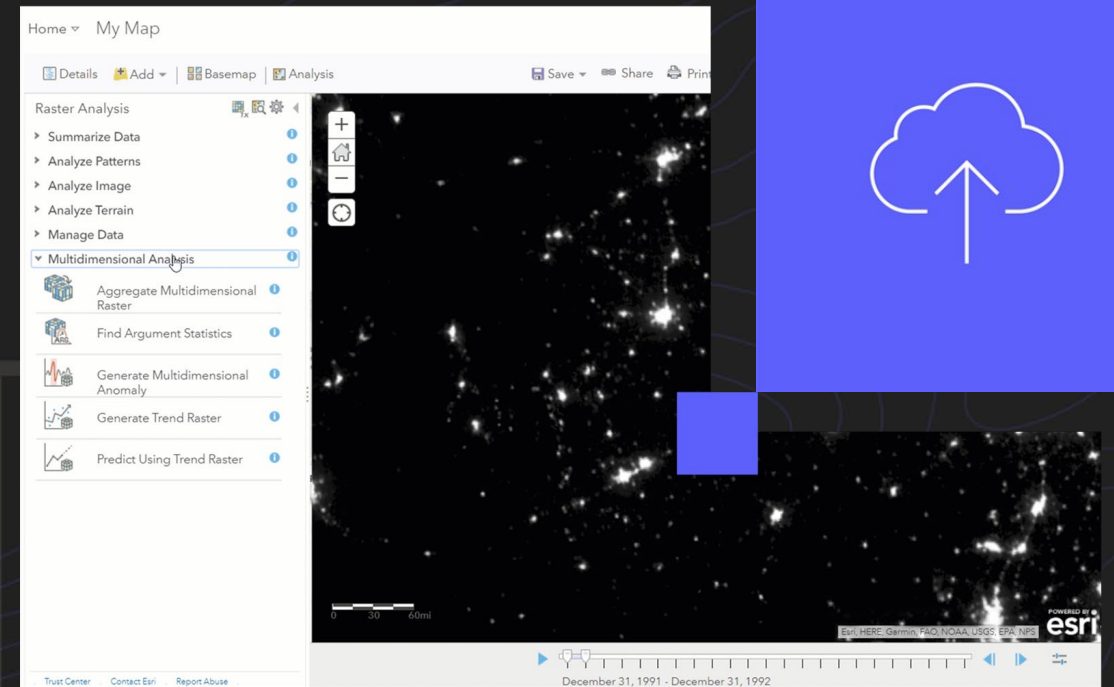 Home My Map
Details Add Basemap Analysis Save Share Print
Raster Analysis
Summarize Data
Analyze Patterns
Analyze Image
Analyze Terrain
Manage Data
Multidimensional Analysis
Aggregate Multidimensional
Raster
Find Argument Statistics
Generate Multidimensional
Anomaly
Generate Trend Raster
Predict Using Trend Raster
0 30 60mi
POWERED BY
esri
Esri, HERE, Garmin, FAO, NOAA, USGS, EPA, NPS
December 31, 1991 - December 31, 1992
Trust Center Contact Esri Report Abuse